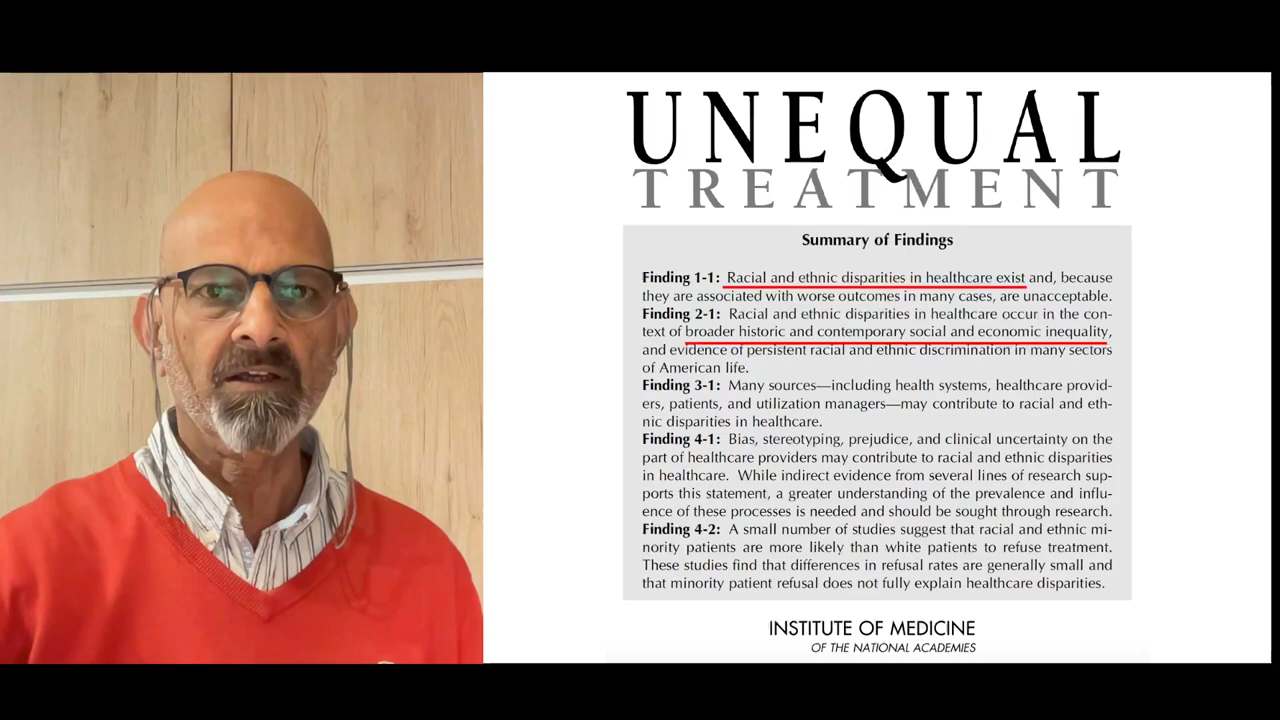 UNEQUAL
TREATMENT
Summary of Findings
Finding 1-1: Racial and ethnic disparities in healthcare exist and, because
they are associated with worse outcomes in many cases, are unacceptable.
Finding 2-1: Racial and ethnic disparities in healthcare occur in the con-
text of broader historic and contemporary social and economic inequality,
and evidence of persistent racial and ethnic discrimination in many sectors
of American life.
Finding 3-1: Many sources—including health systems, healthcare provid-
ers, patients, and utilization managers—may contribute to racial and eth-
nic disparities in healthcare.
Finding 4-1: Bias, stereotyping, prejudice, and clinical uncertainty on the
part of healthcare providers may contribute to racial and ethnic disparities
in healthcare. While indirect evidence from several lines of research sup-
ports this statement, a greater understanding of the prevalence and influ-
ence of these processes is needed and should be sought through research.
Finding 4-2: A small number of studies suggest that racial and ethnic mi-
nority patients are more likely than white patients to refuse treatment.
These studies find that differences in refusal rates are generally small and
that minority patient refusal does not fully explain healthcare disparities.
INSTITUTE OF MEDICINE
OF THE NATIONAL ACADEMIES